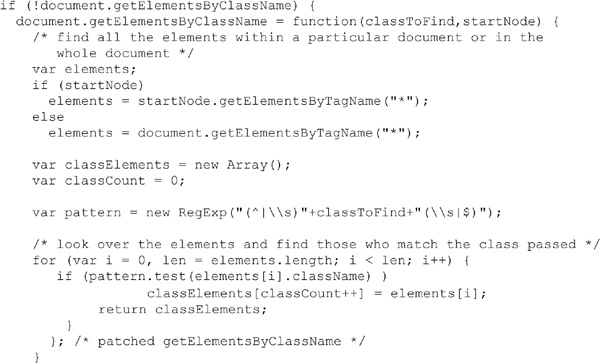 if (!document.getElementsByClassName) {
  document.getElementsByClassName = function(classToFind,startNode) {
    /* find all the elements within a particular document or in the
       whole document */
    var elements;
    if (startNode)
      elements = startNode.getElementsByTagName("*");
    else
      elements = document.getElementsByTagName("*");

    var classElements = new Array();
    var classCount = 0;

    var pattern = new RegExp("(^|\\s)"+classToFind+"(\\s|$)");

    /* look over the elements and find those who match the class passed */
    for (var i = 0, len = elements.length; i < len; i++) {
       if (pattern.test(elements[i].className) )
                  classElements[classCount++] = elements[i];
            return classElements;
        }
      }; /* patched getElementsByClassName */
    }